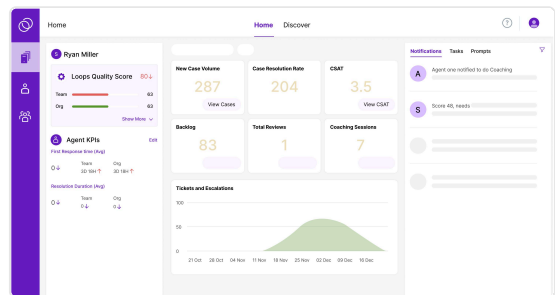 Home
Home Discover
?
S Ryan Miller
Loops Quality Score 80↓
Team 63
Org 63
Show More
Agent KPIs Edit
First Response time (Avg)
Team Org
0↓ 3D 19H↑ 3D 19H↑
Resolution Duration (Avg)
Team Org
0↓ 0↓ 0↓
New Case Volume
287
View Cases
Case Resolution Rate
204
CSAT
3.5
View CSAT
Backlog
83
Total Reviews
1
Coaching Sessions
7
Tickets and Escalations
100
50
0
21 Oct 28 Oct 04 Nov 11 Nov 18 Nov 25 Nov 02 Dec 09 Dec 16 Dec
Notifications Tasks Prompts
A Agent one notified to do Coaching
S Score 48, needs